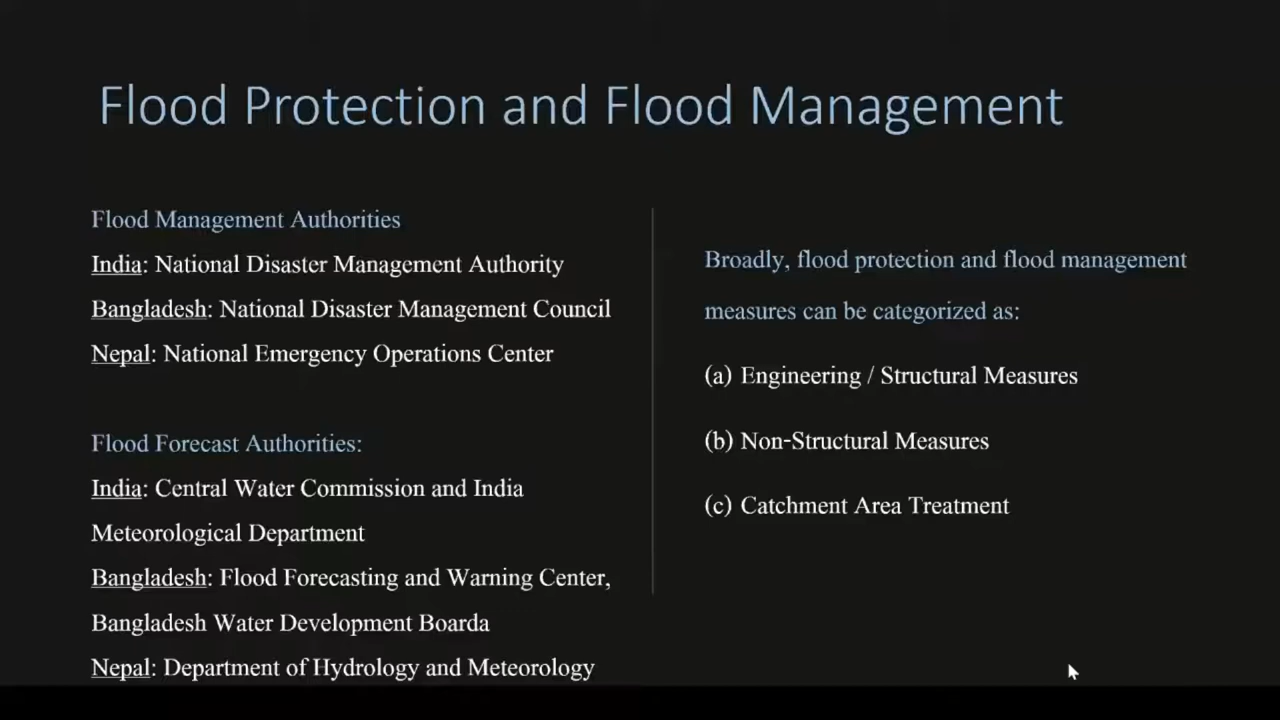 Flood Protection and Flood Management
Flood Management Authorities
India: National Disaster Management Authority
Bangladesh: National Disaster Management Council
Nepal: National Emergency Operations Center
Flood Forecast Authorities:
India: Central Water Commission and India
Meteorological Department
Bangladesh: Flood Forecasting and Warning Center,
Bangladesh Water Development Boarda
Nepal: Department of Hydrology and Meteorology
Broadly, flood protection and flood management
measures can be categorized as:
(a) Engineering / Structural Measures
(b) Non-Structural Measures
(c) Catchment Area Treatment